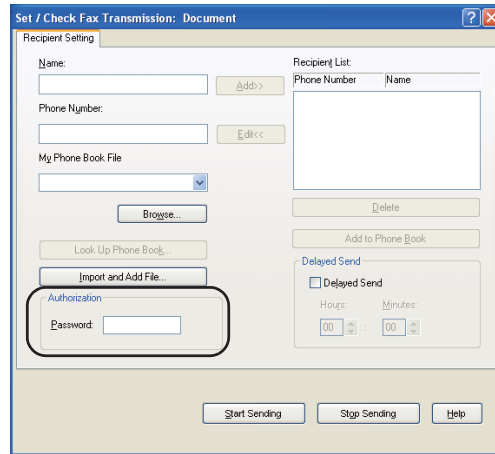 Set / Check Fax Transmission: Document
Recipient Setting
Name:
Add>>
Phone Number:
Edit<<
My Phone Book File
Browse...
Look Up Phone Book...
Import and Add File...
Authorization
Password:
Recipient List:
Phone Number Name
Delete
Add to Phone Book
Delayed Send
Delayed Send
Hours: Minutes:
00 : 00
Start Sending Stop Sending Help